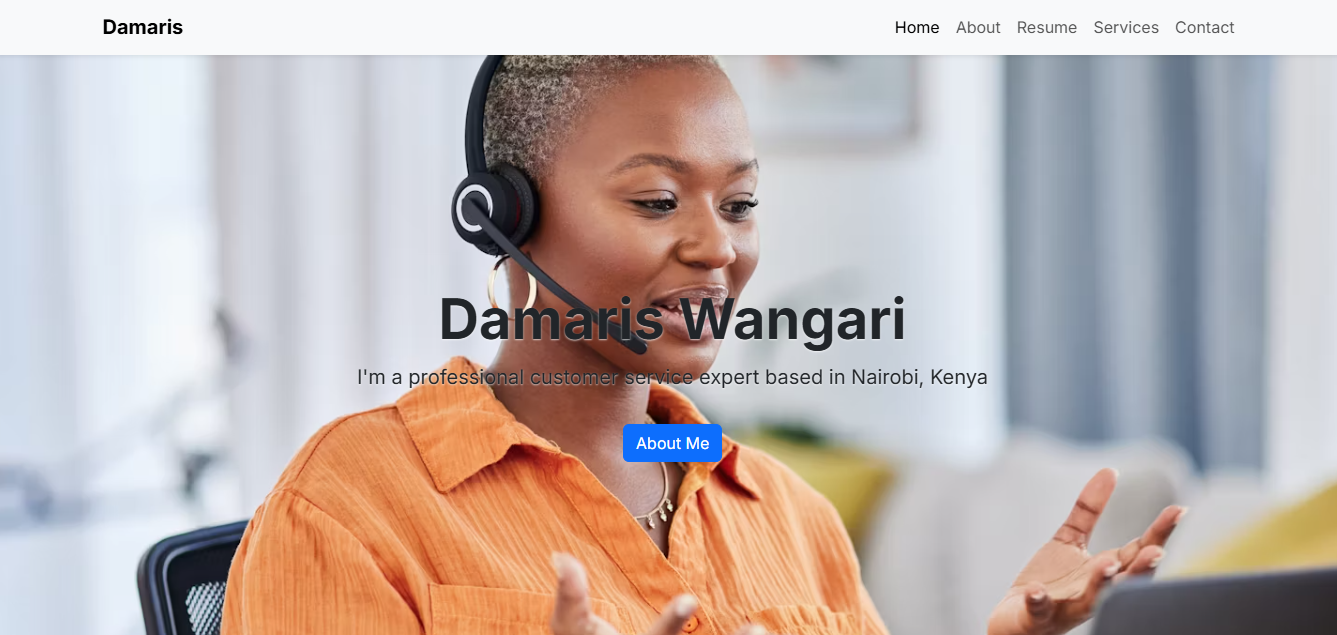 Damaris
Home About Resume Services Contact
Damaris Wangari
I'm a professional customer service expert based in Nairobi, Kenya
About Me